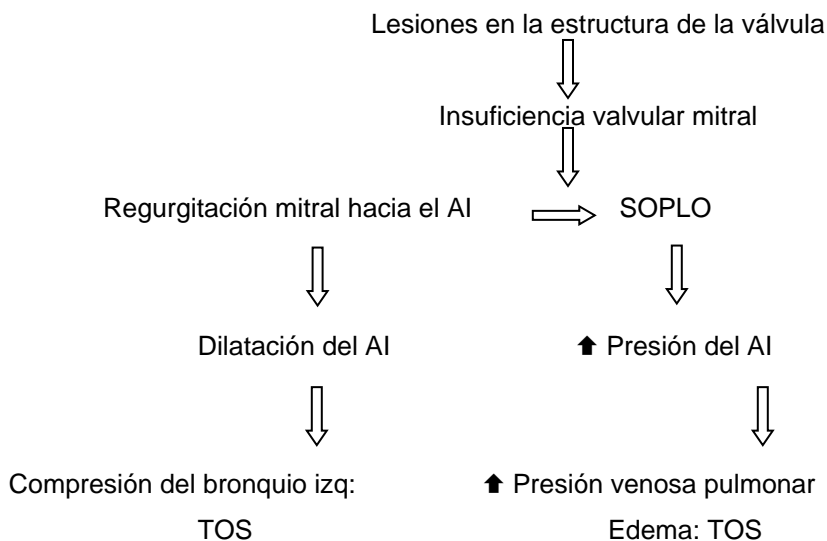 Lesiones en la estructura de la válvula
Insuficiencia valvular mitral
Regurgitación mitral hacia el AI SOPLO
Dilatación del AI ⬆ Presión del AI
Compresión del bronquio izq: ⬆ Presión venosa pulmonar
TOS Edema: TOS